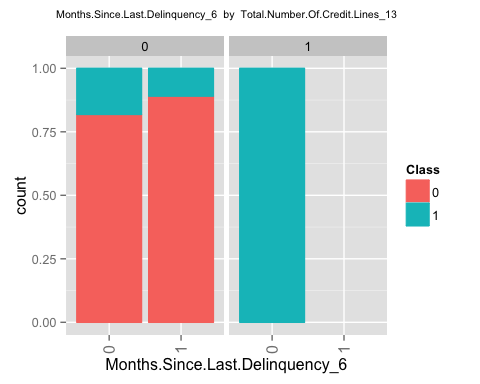 Months.Since.Last.Delinquency_6 by Total.Number.Of.Credit.Lines_13
0 1
1.00
0.75
0.50
0.25
0.00
count
0 1 0 1
Months.Since.Last.Delinquency_6
Class
0
1